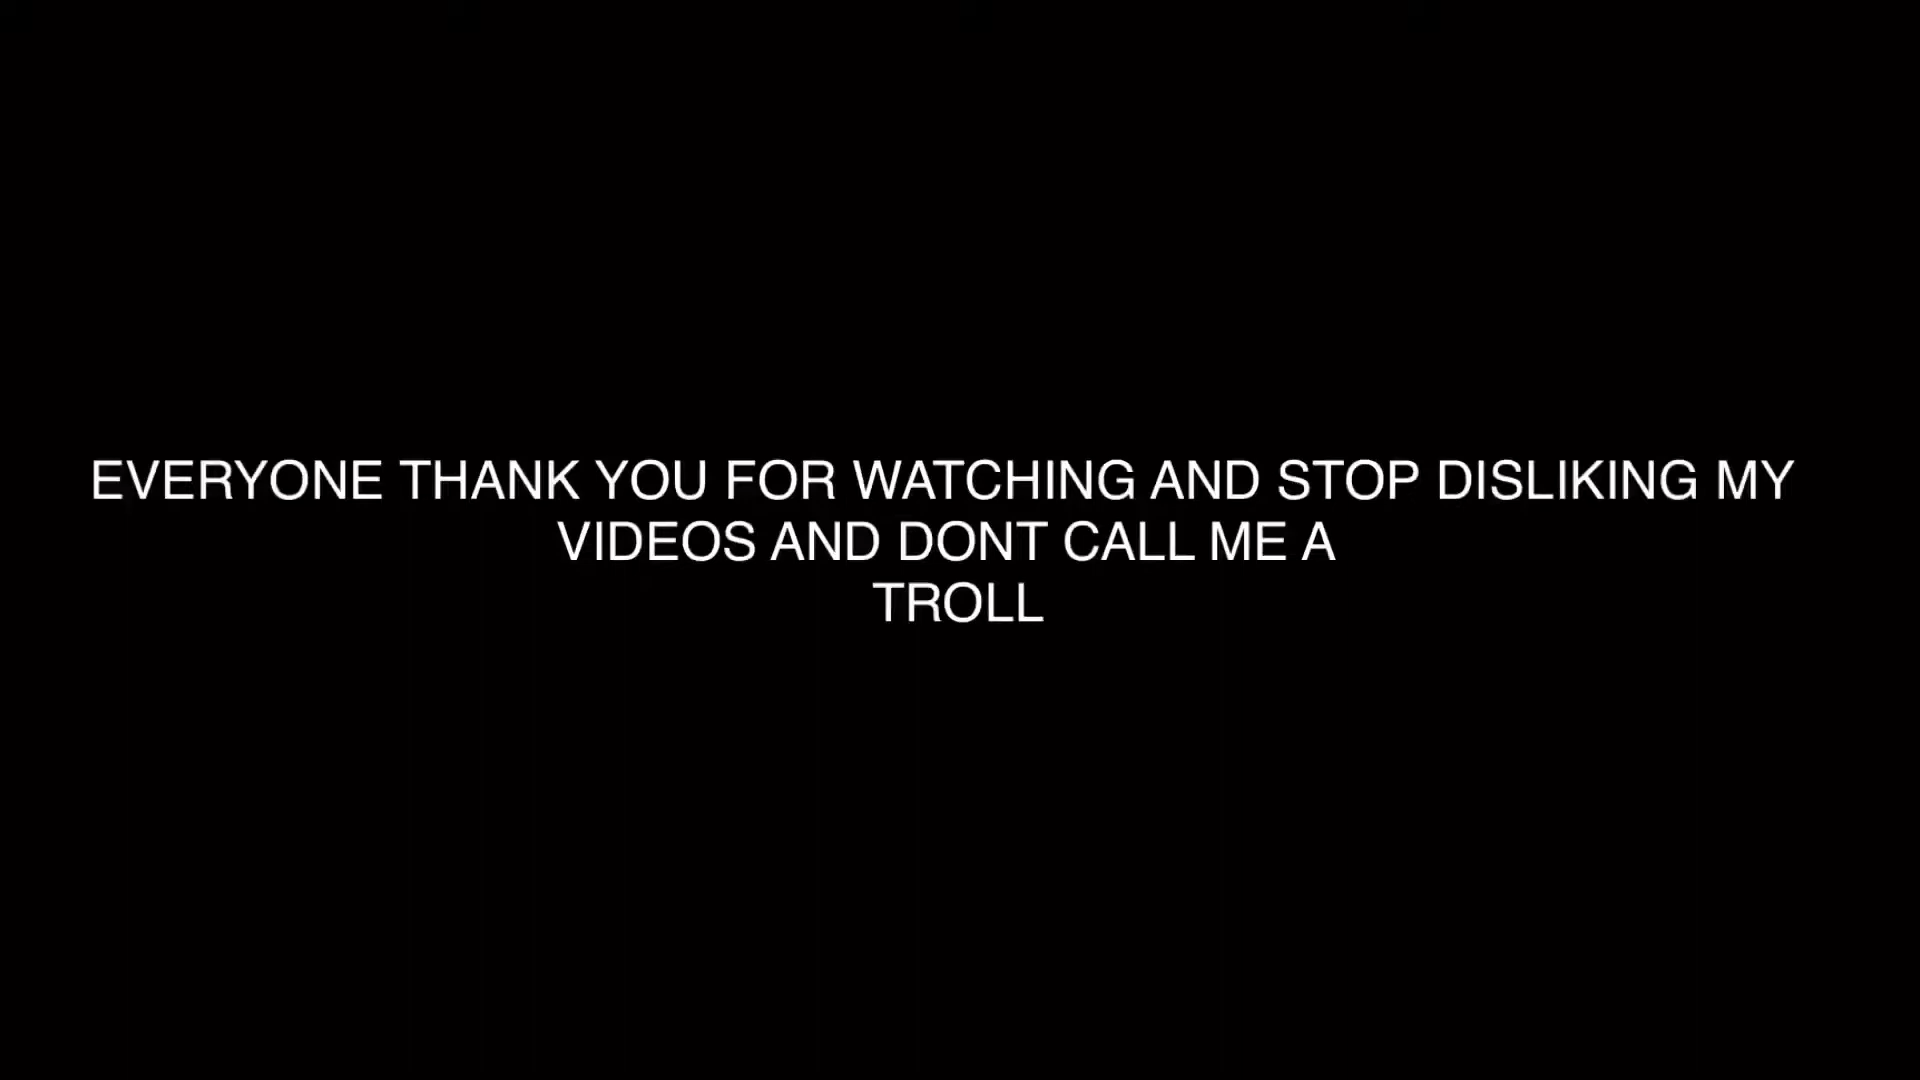 EVERYONE THANK YOU FOR WATCHING AND STOP DISLIKING MY
VIDEOS AND DONT CALL ME A
TROLL